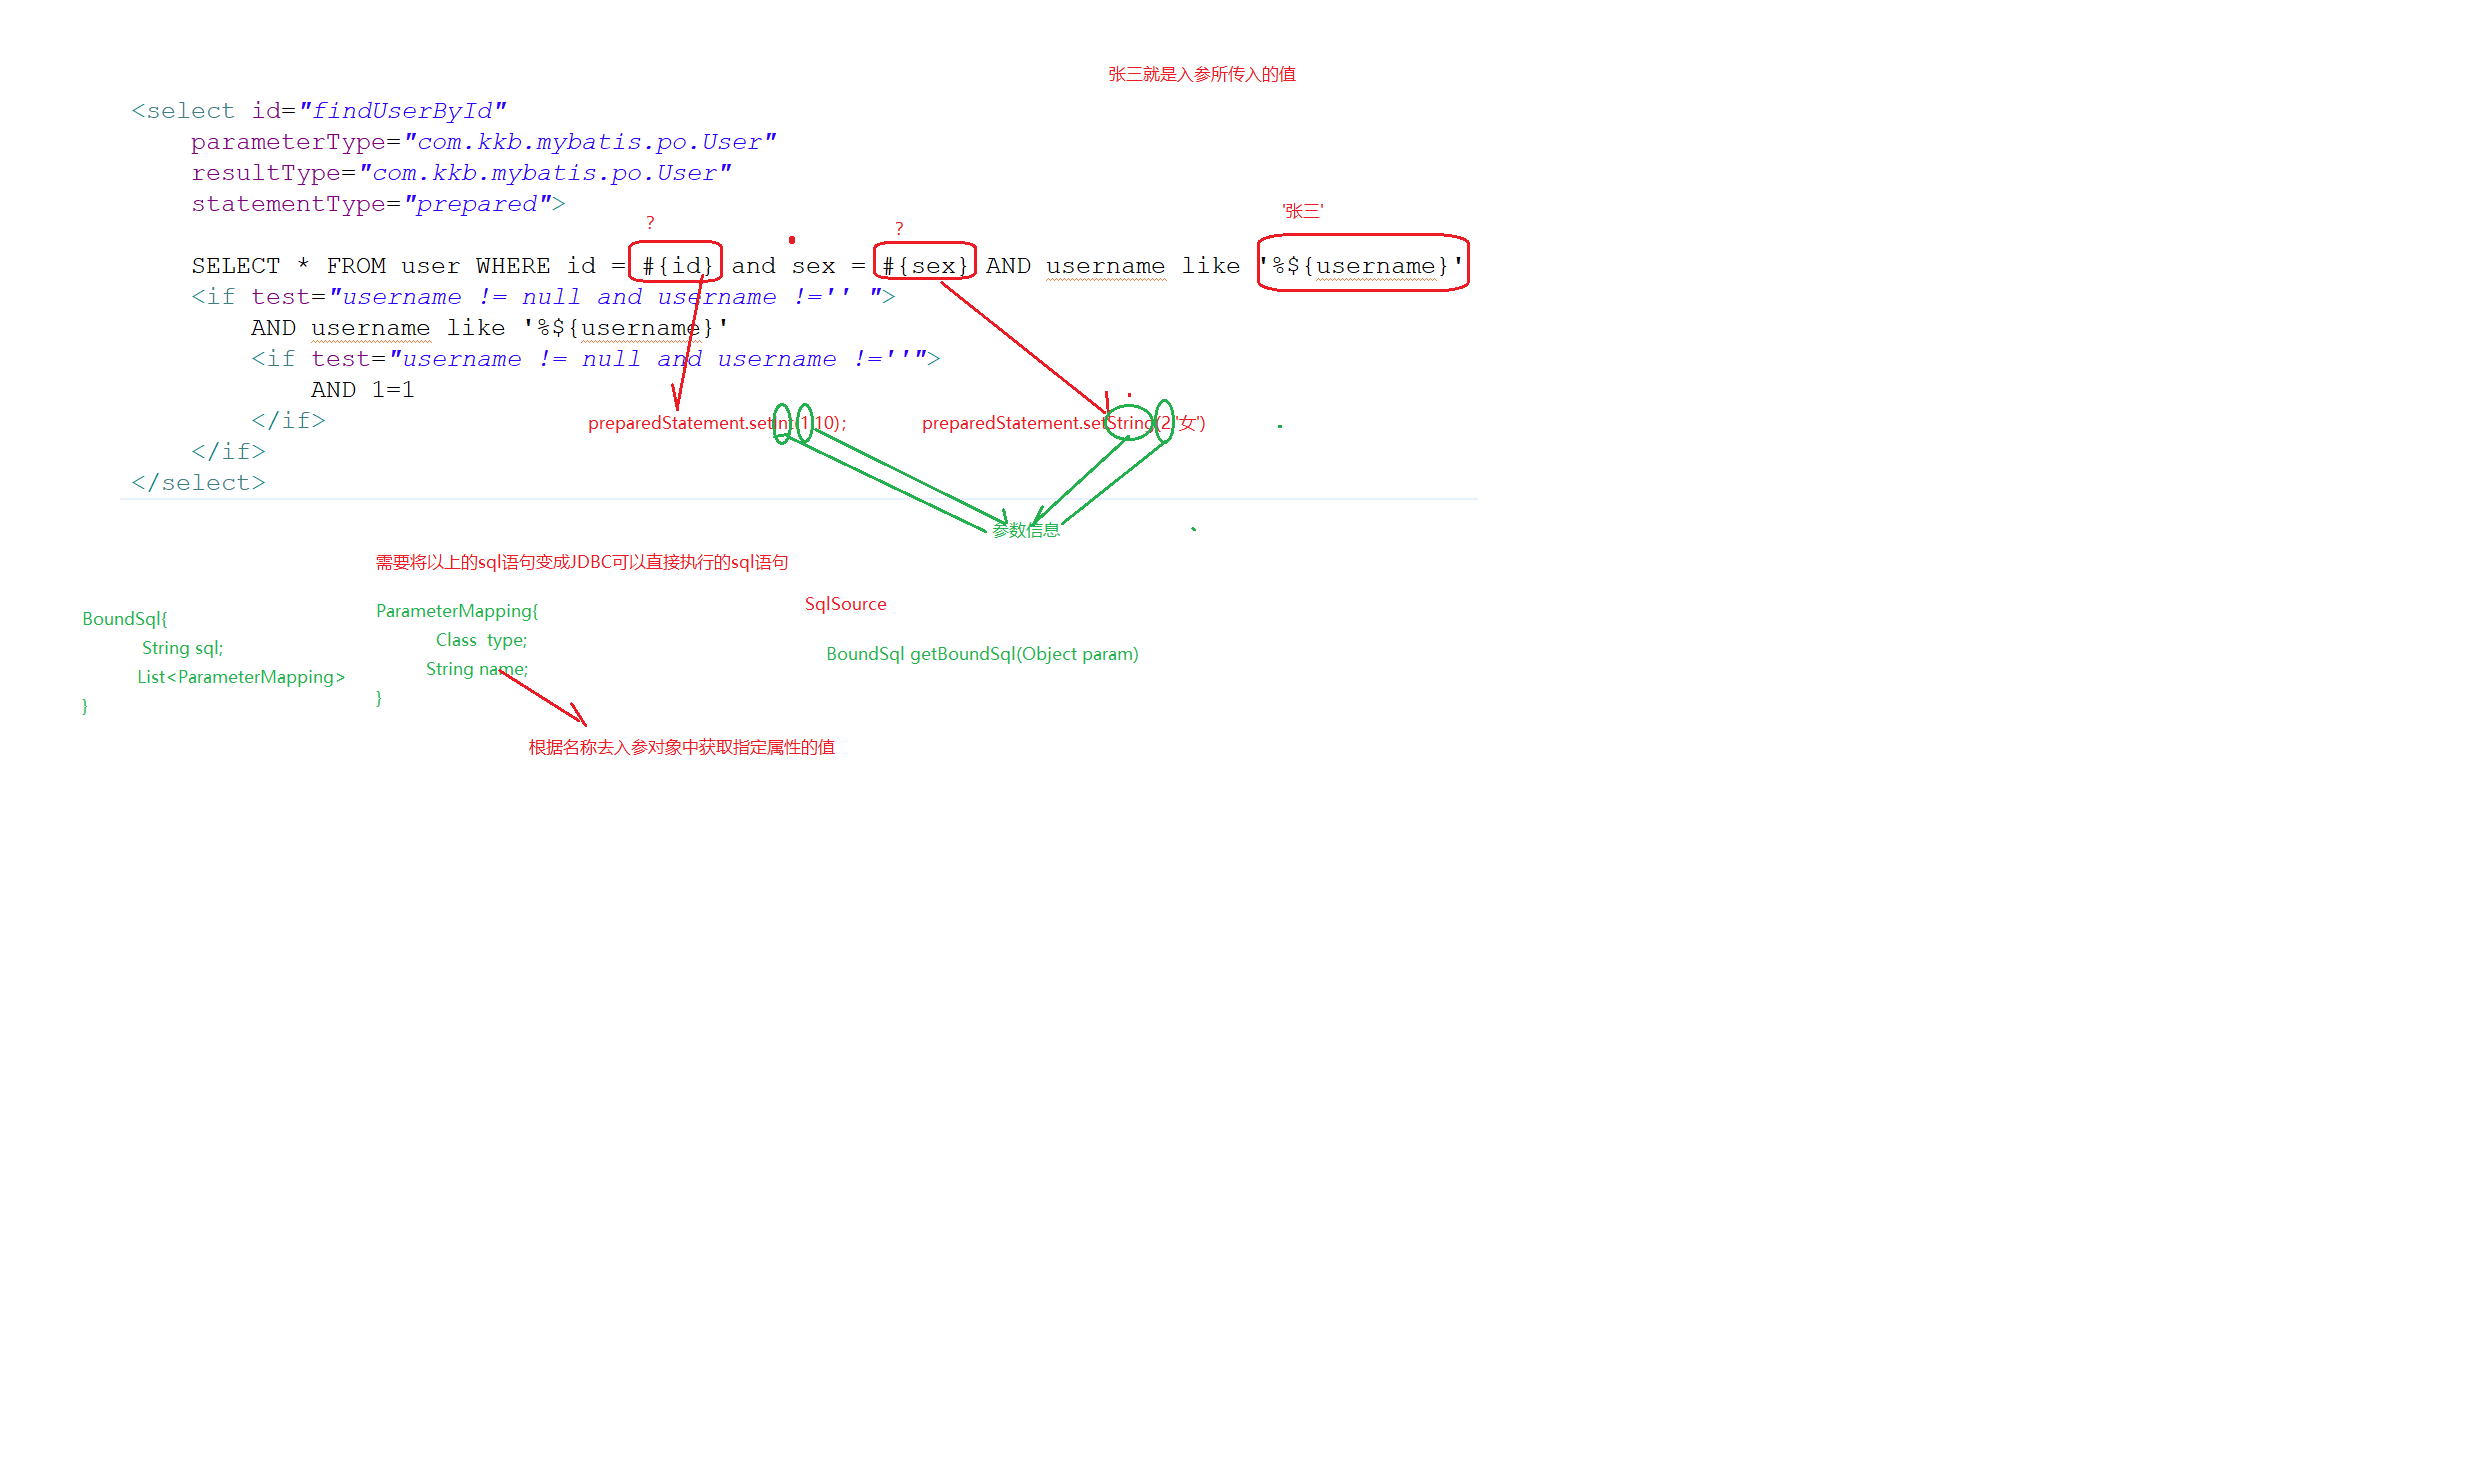 张三就是入参所传入的值
<select id="findUserById"
parameterType="com.kkb.mybatis.po.User"
resultType="com.kkb.mybatis.po.User"
statementType="prepared">
? ? '张三'
SELECT * FROM user WHERE id = #{id} and sex = #{sex} AND username like '%${username}'
<if test="username != null and username !='' ">
AND username like '%${username}'
<if test="username != null and username !=''">
AND 1=1
</if>
preparedStatement.setInt(1,10); preparedStatement.setString(2,'女')
</if>
</select>
参数信息
需要将以上的sql语句变成JDBC可以直接执行的sql语句
BoundSql{
String sql;
List<ParameterMapping>
}
ParameterMapping{
Class type;
String name;
}
SqlSource
BoundSql getBoundSql(Object param)
根据名称去入参对象中获取指定属性的值